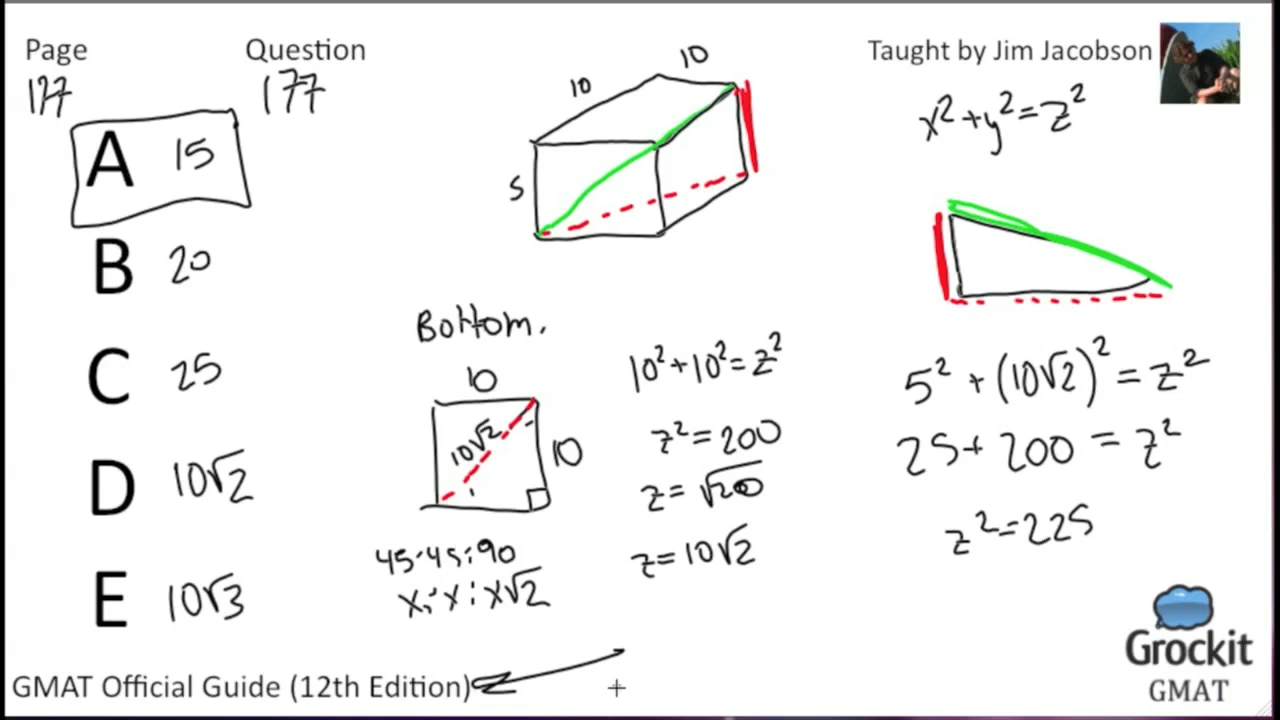 Page
Question
127
177
A 15
B 20
C 25
D 10√2
E 10√3
GMAT Official Guide (12th Edition)
10
10
5
Bottom.
10
10√2
10
45:45:90
x:x:x√2
10²+10²=z²
z²=200
z=√200
z=10√2
Taught by Jim Jacobson
x²+y²=z²
5²+(10√2)²=z²
25+200=z²
z²=225
Grockit
GMAT